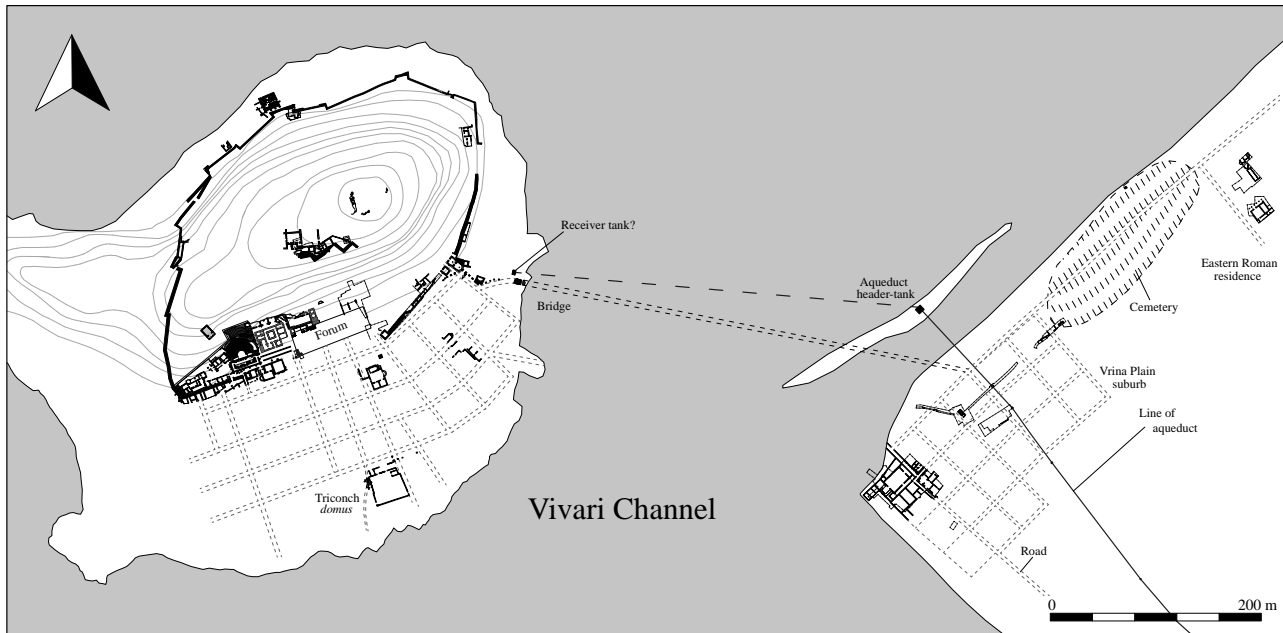 Receiver tank?
Eastern Roman
residence
Aqueduct
header-tank
Bridge
Cemetery
Forum
Vrina Plain
suburb
Line of
aqueduct
Triconch
domus
Vivari Channel
Road
0
200 m